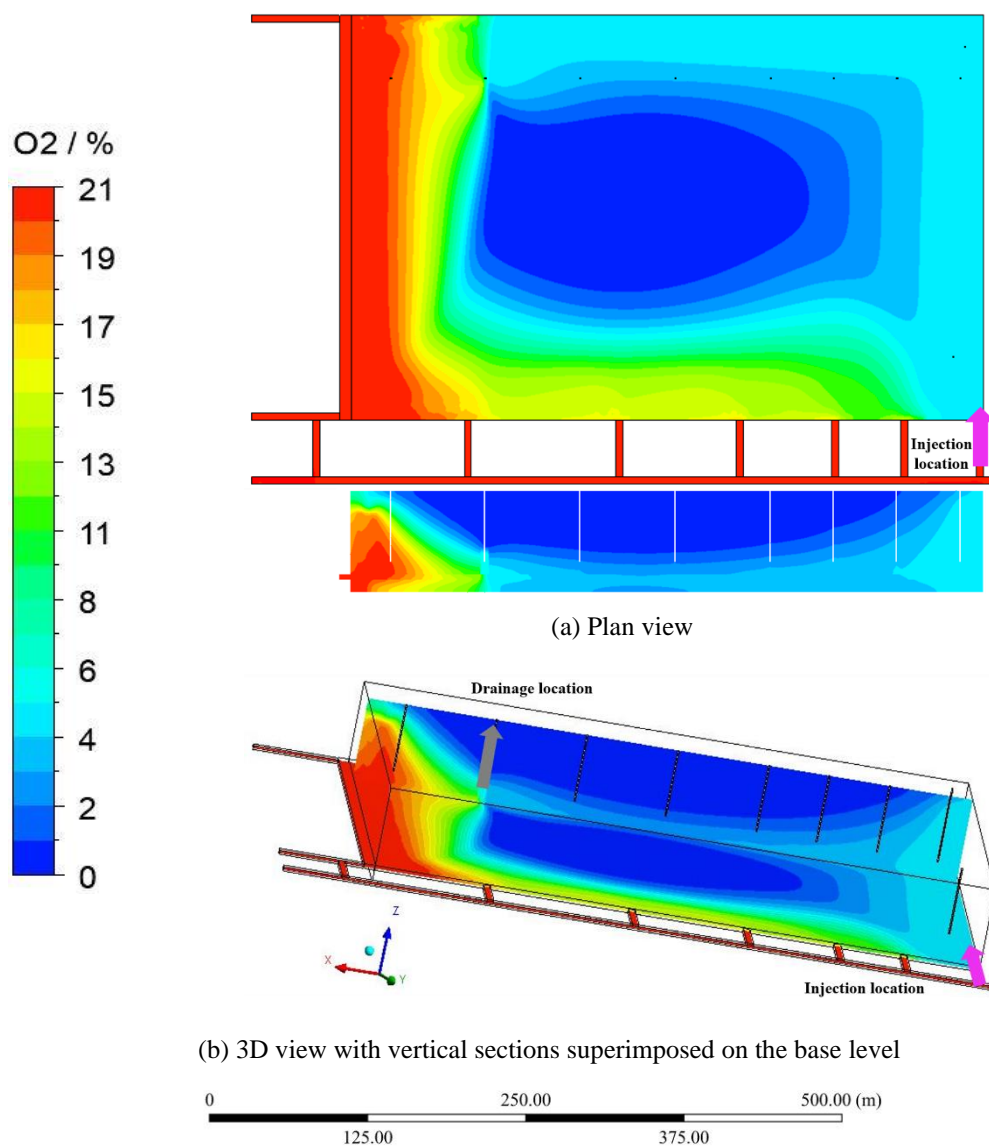 O2 / %
21
19
17
15
13
11
8
6
4
2
0
Injection
location
(a) Plan view
Drainage location
Z
X
Y
Injection location
(b) 3D view with vertical sections superimposed on the base level
0
250.00
500.00 (m)
125.00
375.00